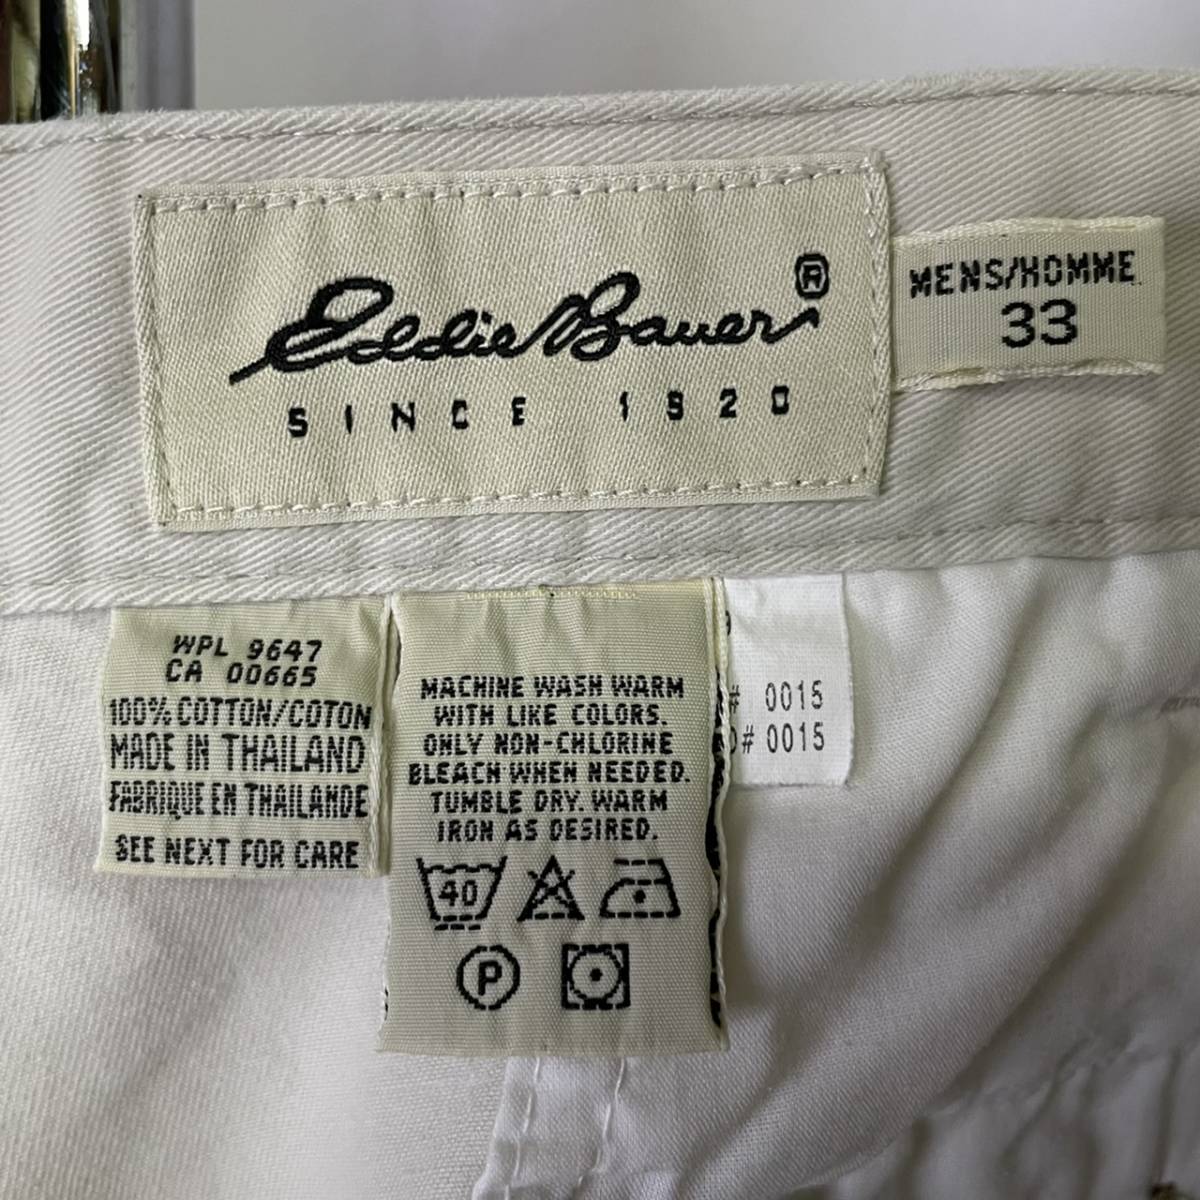 Eddie Bauer ®
SINCE 1920
MENS/HOMME
33
WPL 9647
CA 00665
100% COTTON/COTON
MADE IN THAILAND
FABRIQUE EN THAILANDE
SEE NEXT FOR CARE
MACHINE WASH WARM
WITH LIKE COLORS.
ONLY NON-CHLORINE
BLEACH WHEN NEEDED.
TUMBLE DRY. WARM
IRON AS DESIRED.
40
P
# 0015
# 0015